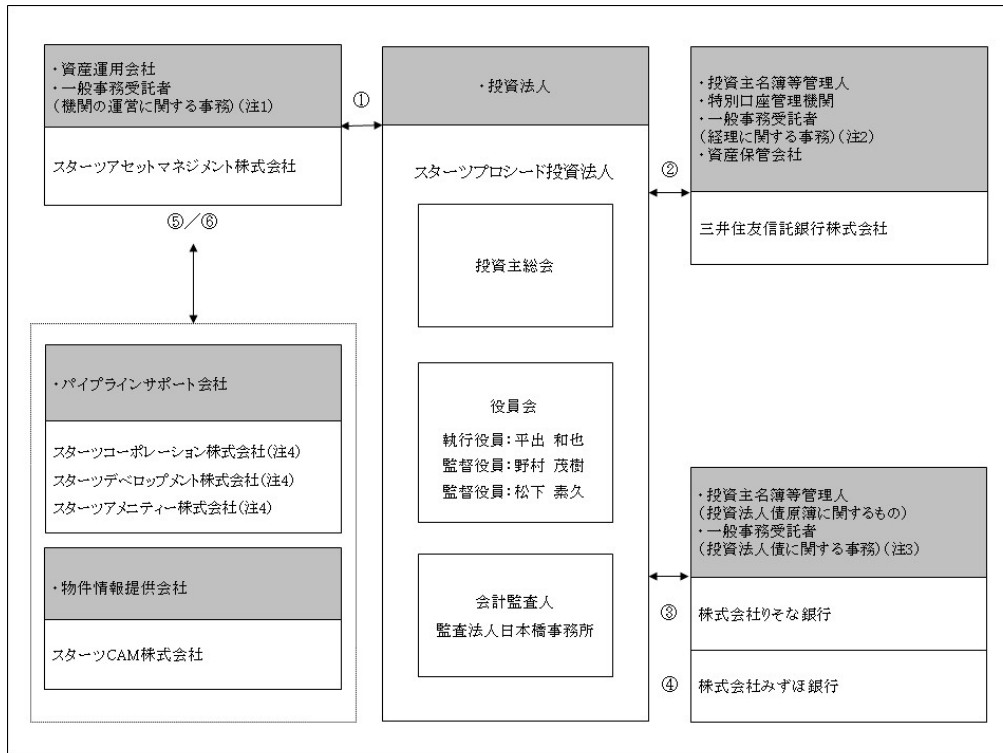 ・資産運用会社
・一般事務受託者
(機関の運営に関する事務)(注1)
スターツアセットマネジメント株式会社
①
⑤／⑥
・パイプラインサポート会社
スターツコーポレーション株式会社(注4)
スターツデベロップメント株式会社(注4)
スターツアメニティー株式会社(注4)
・物件情報提供会社
スターツCAM株式会社
・投資法人
スターツプロシード投資法人
投資主総会
役員会
執行役員:平出 和也
監督役員:野村 茂樹
監督役員:松下 素久
会計監査人
監査法人日本橋事務所
②
・投資主名簿等管理人
・特別口座管理機関
・一般事務受託者
(経理に関する事務)(注2)
・資産保管会社
三井住友信託銀行株式会社
・投資主名簿等管理人
(投資法人債原簿に関するもの)
・一般事務受託者
(投資法人債に関する事務)(注3)
③
株式会社りそな銀行
④
株式会社みずほ銀行